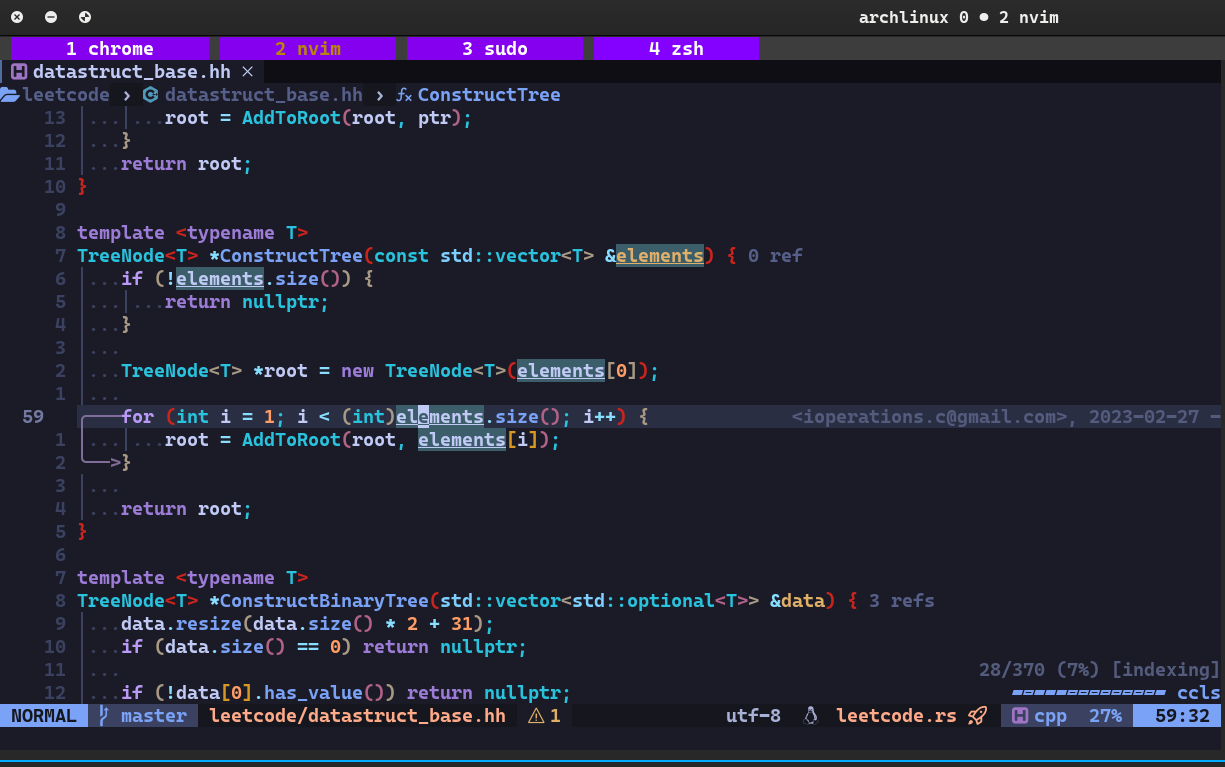 archlinux 0 ● 2 nvim
1 chrome 2 nvim 3 sudo 4 zsh
H datastruct_base.hh ×
leetcode › datastruct_base.hh › ConstructTree
13 ...|...root = AddToRoot(root, ptr);
12 ...}
11 ...return root;
10 }
9
8 template <typename T>
7 TreeNode<T> *ConstructTree(const std::vector<T> &elements) { 0 ref
6 ...if (!elements.size()) {
5 ...|...return nullptr;
4 ...}
3 ...
2 ...TreeNode<T> *root = new TreeNode<T>(elements[0]);
1 ...
59 for (int i = 1; i < (int)elements.size(); i++) { <ioperations.c@gmail.com>, 2023-02-27 -
1 ...|...root = AddToRoot(root, elements[i]);
2 >}
3 ...
4 ...return root;
5 }
6
7 template <typename T>
8 TreeNode<T> *ConstructBinaryTree(std::vector<std::optional<T>> &data) { 3 refs
9 ...data.resize(data.size() * 2 + 31);
10 ...if (data.size() == 0) return nullptr;
11 ... 28/370 (7%) [indexing]
12 ...if (!data[0].has_value()) return nullptr; ccls
NORMAL master leetcode/datastruct_base.hh ⚠ 1 utf-8 leetcode.rs H cpp 27% 59:32